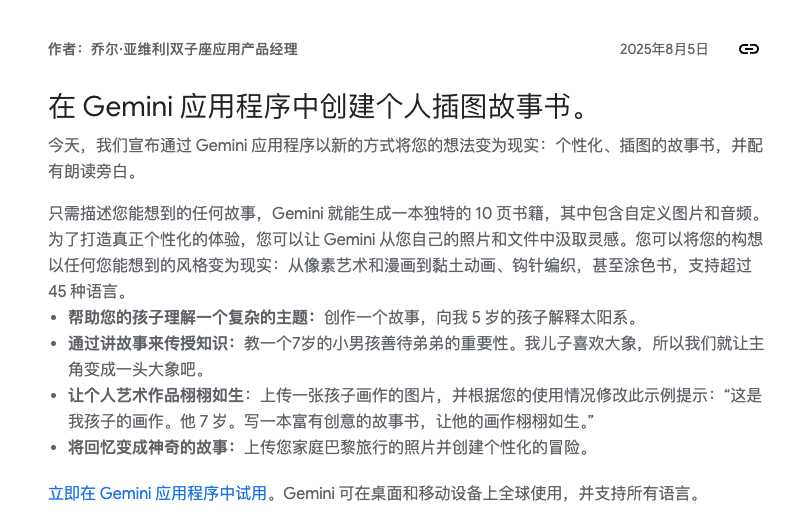 作者：乔尔·亚维利|双子座应用产品经理
2025年8月5日
在 Gemini 应用程序中创建个人插图故事书。
今天，我们宣布通过 Gemini 应用程序以新的方式将您的想法变为现实：个性化、插图的故事书，并配
有朗读旁白。
只需描述您能想到的任何故事，Gemini 就能生成一本独特的 10 页书籍，其中包含自定义图片和音频。
为了打造真正个性化的体验，您可以让 Gemini 从您自己的照片和文件中汲取灵感。您可以将您的构想
以任何您能想到的风格变为现实：从像素艺术和漫画到黏土动画、钩针编织，甚至涂色书，支持超过
45 种语言。
• 帮助您的孩子理解一个复杂的主题：创作一个故事，向我 5 岁的孩子解释太阳系。
• 通过讲故事来传授知识：教一个7岁的小男孩善待弟弟的重要性。我儿子喜欢大象，所以我们就让主
角变成一头大象吧。
• 让个人艺术作品栩栩如生：上传一张孩子画作的图片，并根据您的使用情况修改此示例提示：“这是
我孩子的画作。他 7 岁。写一本富有创意的故事书，让他的画作栩栩如生。”
• 将回忆变成神奇的故事：上传您家庭巴黎旅行的照片并创建个性化的冒险。
立即在 Gemini 应用程序中试用。Gemini 可在桌面和移动设备上全球使用，并支持所有语言。